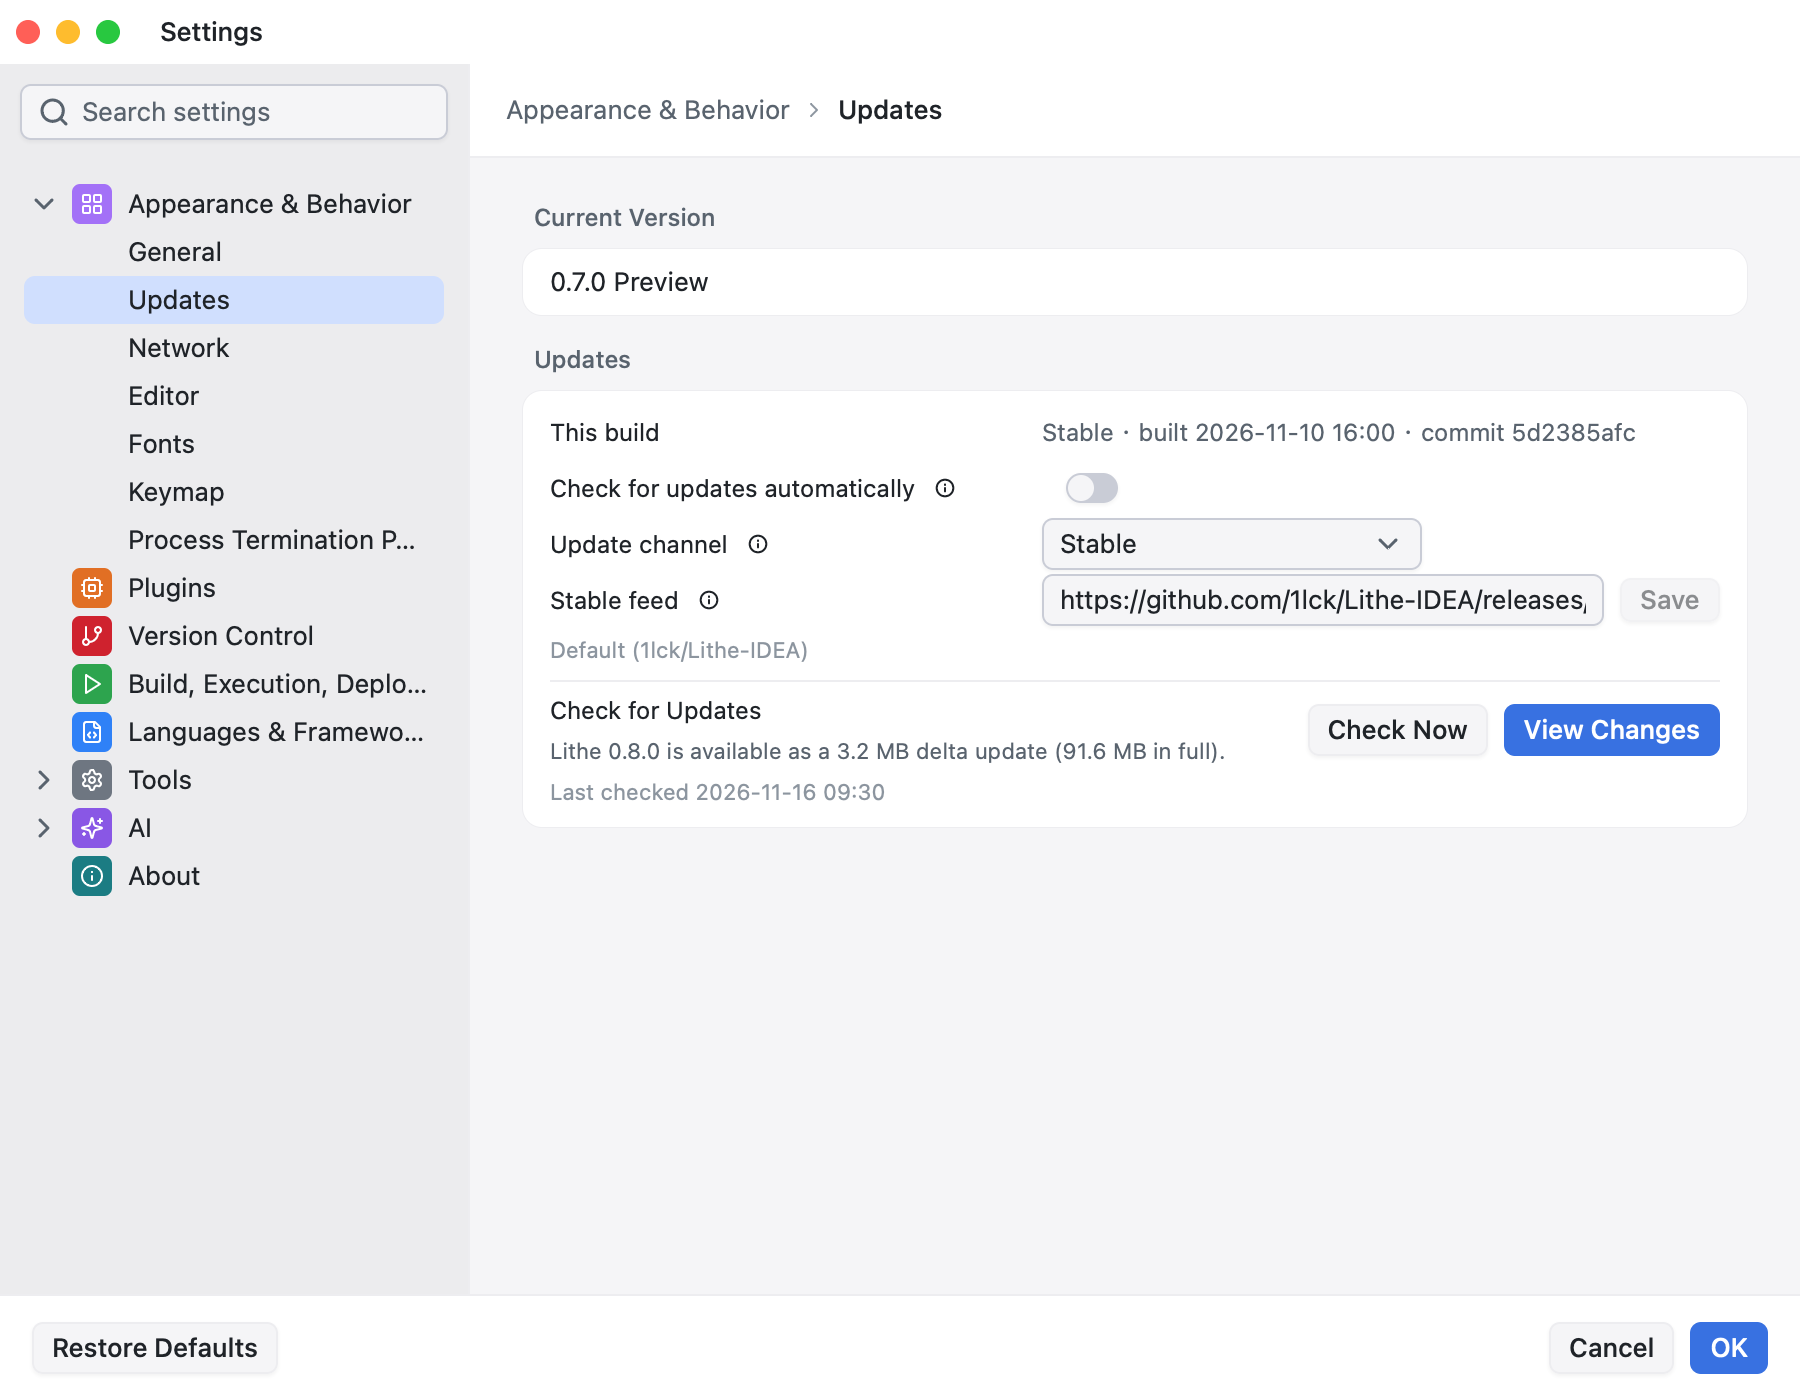 Settings
Search settings
Appearance & Behavior
General
Updates
Network
Editor
Fonts
Keymap
Process Termination P...
Plugins
Version Control
Build, Execution, Deplo...
Languages & Framewo...
Tools
AI
About
Appearance & Behavior > Updates
Current Version
0.7.0 Preview
Updates
This build
Stable · built 2026-11-10 16:00 · commit 5d2385afc
Check for updates automatically
Update channel
Stable
Stable feed
https://github.com/1lck/Lithe-IDEA/releases/
Save
Default (1lck/Lithe-IDEA)
Check for Updates
Lithe 0.8.0 is available as a 3.2 MB delta update (91.6 MB in full).
Last checked 2026-11-16 09:30
Check Now
View Changes
Restore Defaults
Cancel
OK